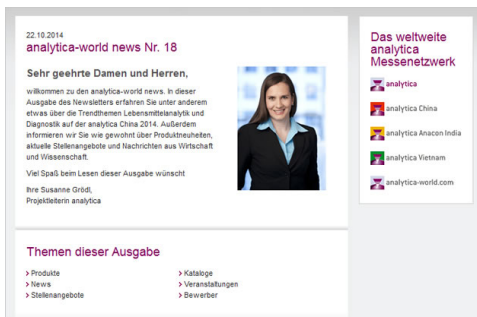 22.10.2014
analytica-world news Nr. 18
Sehr geehrte Damen und Herren,
willkommen zu den analytica-world news. In dieser
Ausgabe des Newsletters erfahren Sie unter anderem
etwas über die Trendthemen Lebensmittelanalytik und
Diagnostik auf der analytica China 2014. Außerdem
informieren wir Sie wie gewohnt über Produktneuheiten,
aktuelle Stellenangebote und Nachrichten aus Wirtschaft
und Wissenschaft.
Viel Spaß beim Lesen dieser Ausgabe wünscht
Ihre Susanne Grödl,
Projektleiterin analytica
Themen dieser Ausgabe
Produkte
News
Stellenangebote
Kataloge
Veranstaltungen
Bewerber
Das weltweite
analytica
Messenetzwerk
analytica
analytica China
analytica Anacon India
analytica Vietnam
analytica-world.com